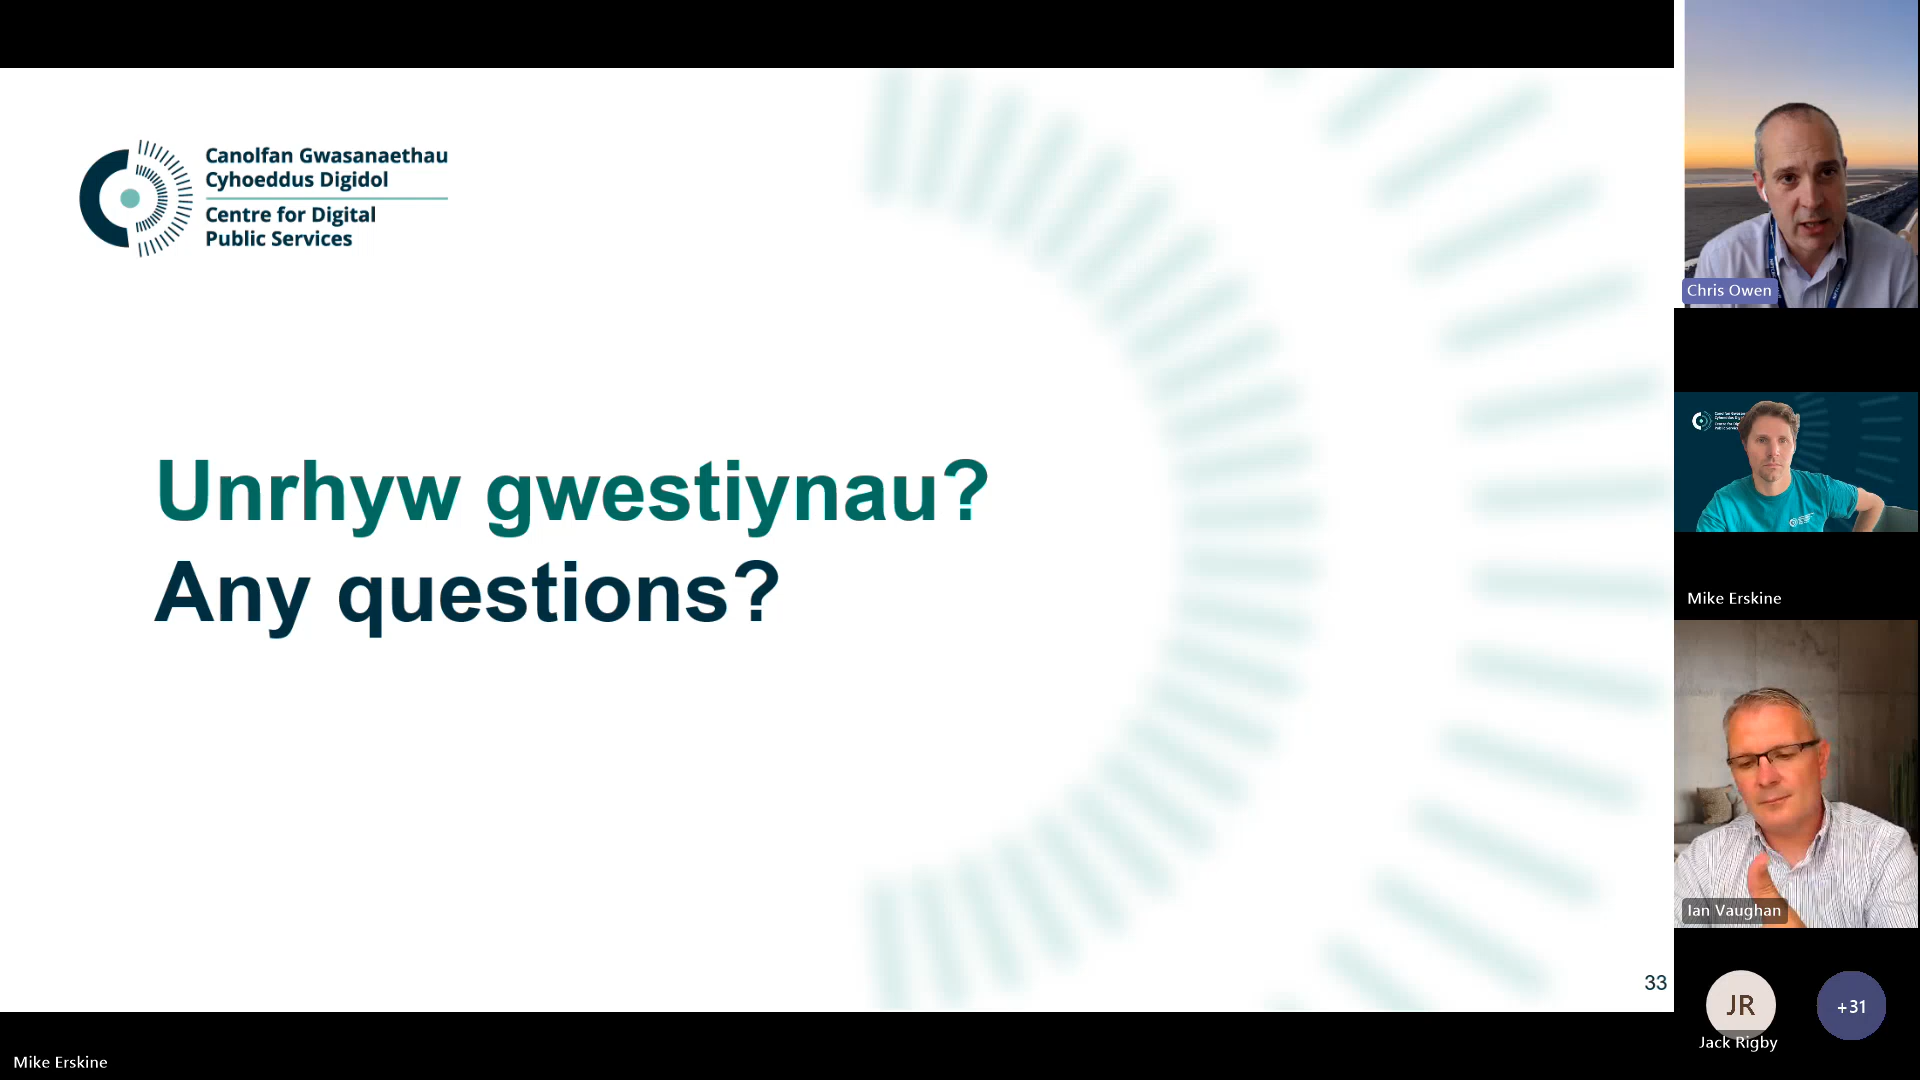 Canolfan Gwasanaethau
Cyhoeddus Digidol
Centre for Digital
Public Services
Unrhyw gwestiynau?
Any questions?
33
Mike Erskine
Chris Owen
Mike Erskine
Ian Vaughan
JR
Jack Rigby
+31